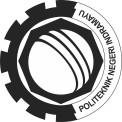 POLITEKNIK NEGERI INDRAMAYU